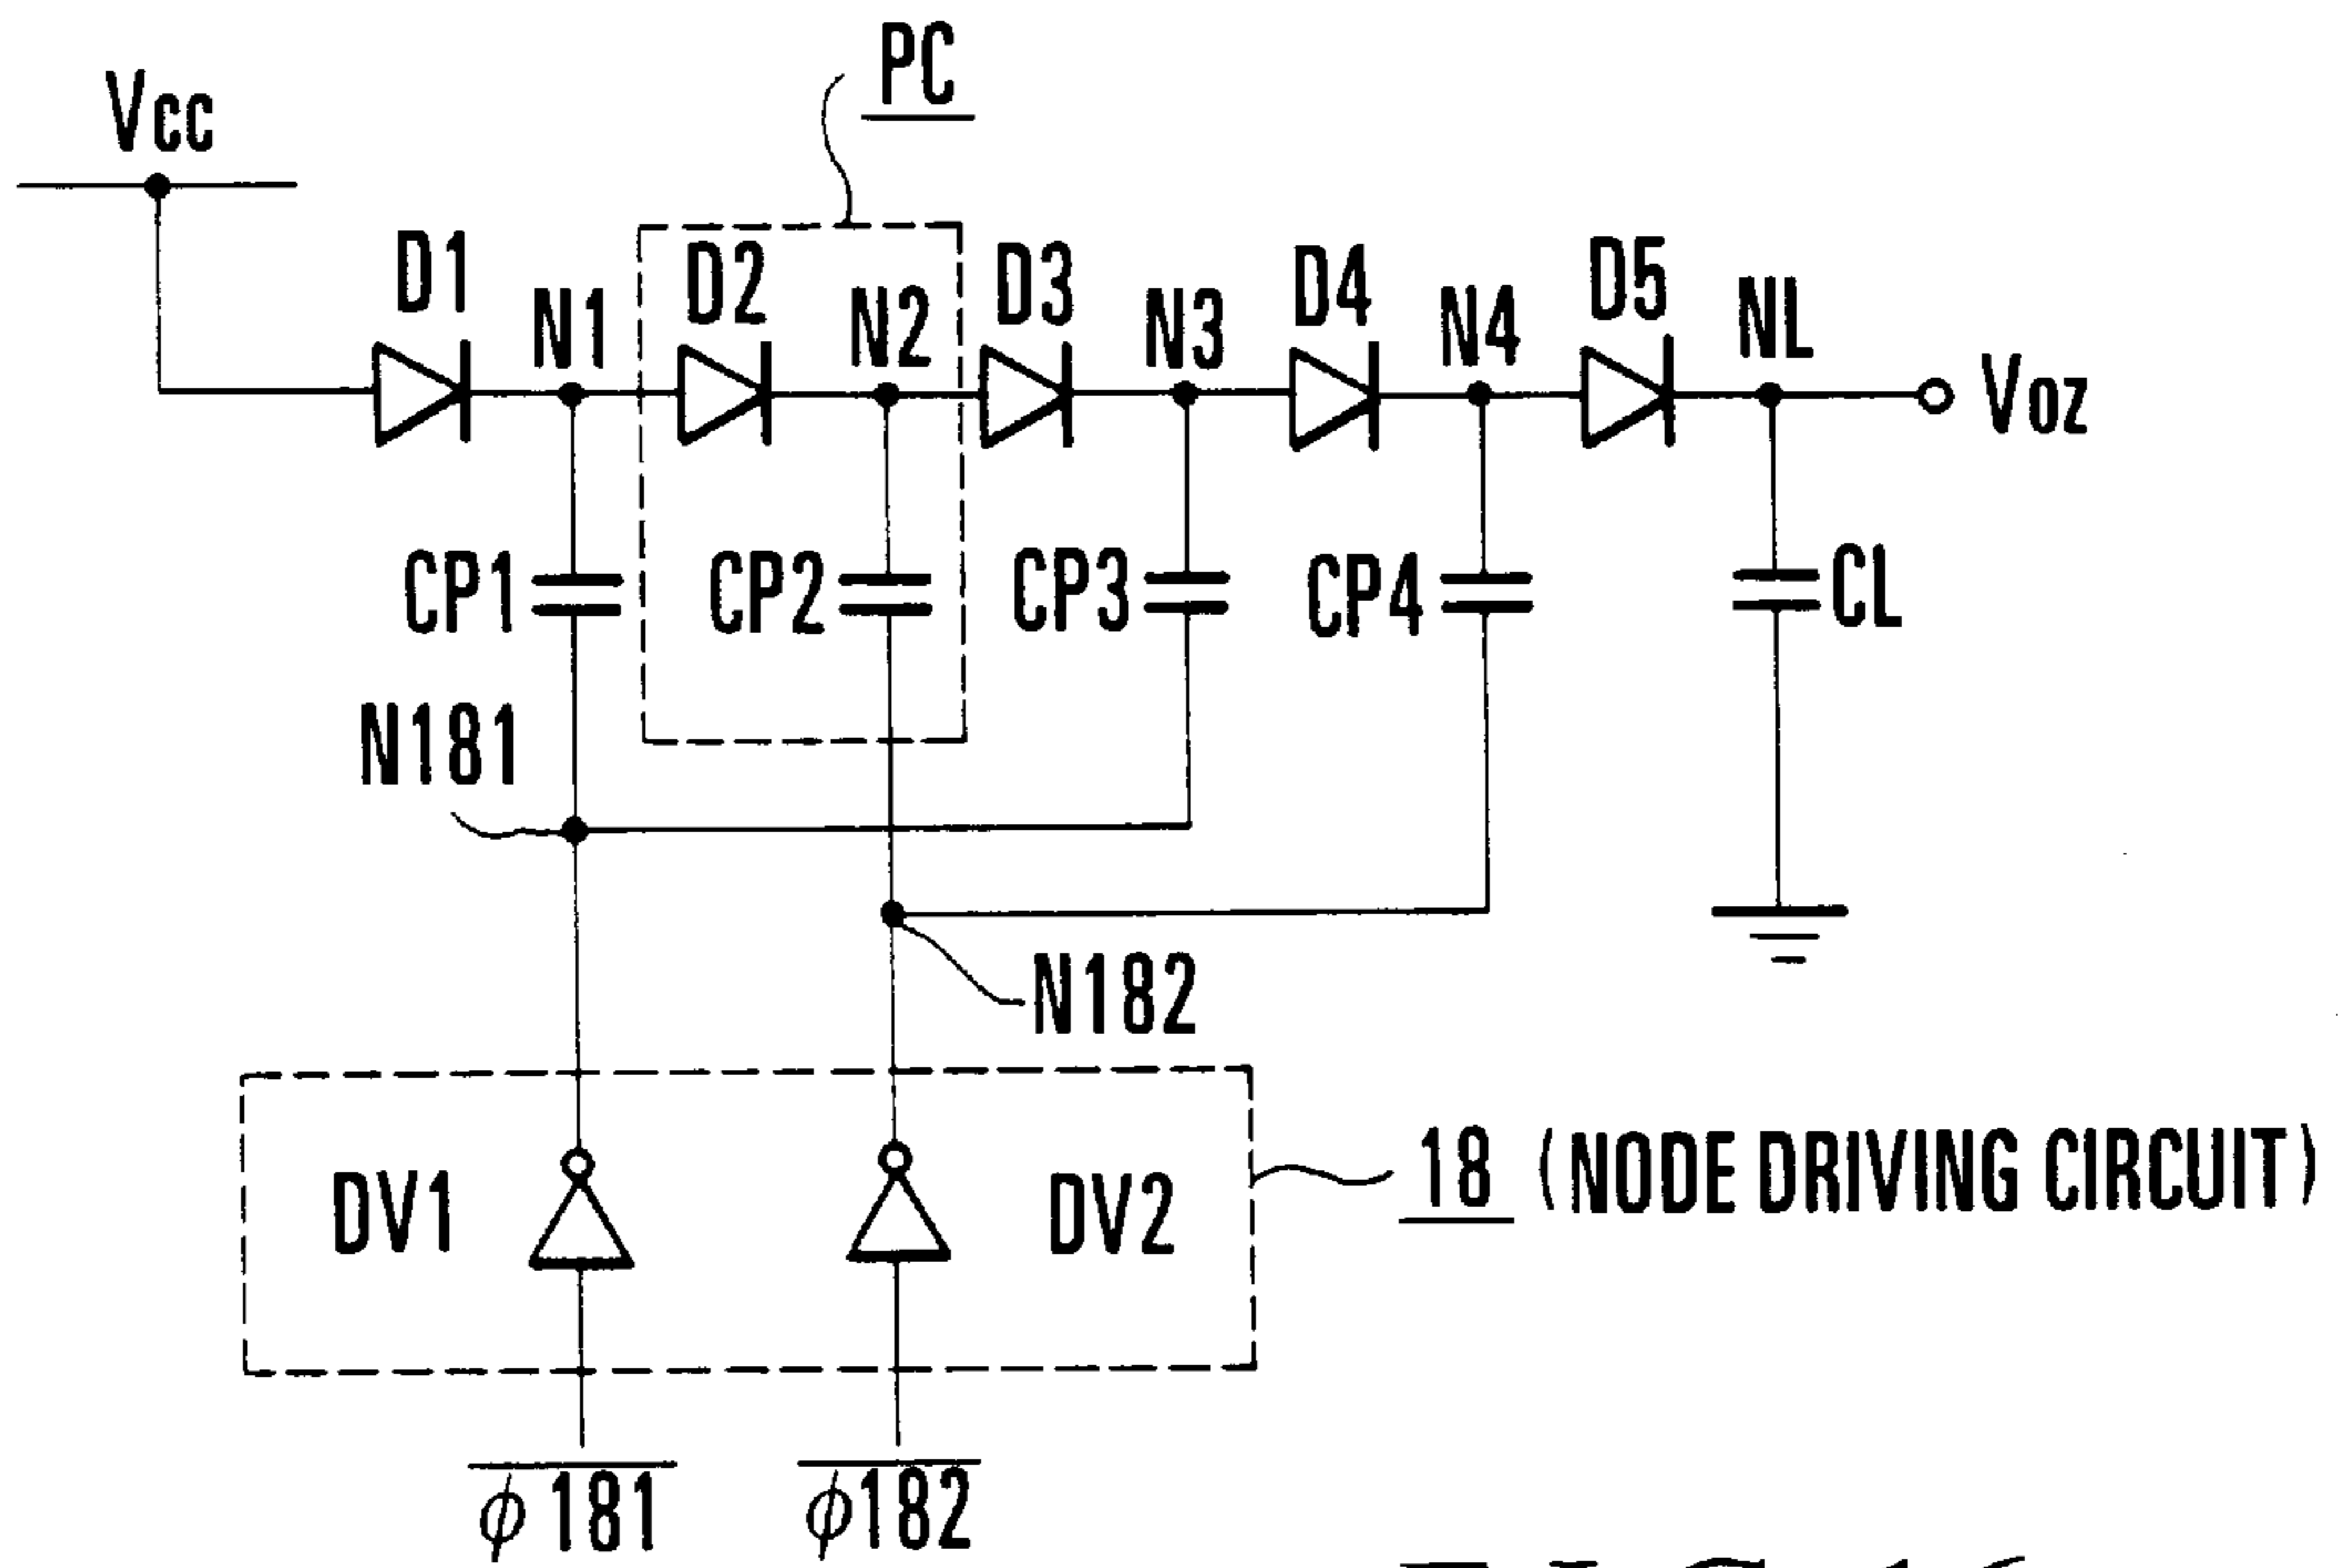 PC
Vcc
D1
N1
D2
N2
D3
N3
D4
N4
D5
NL
Voz
CP1
CP2
CP3
CP4
CL
N181
N182
DV1
DV2
18 (NODE DRIVING CIRCUIT)
φ181
φ182